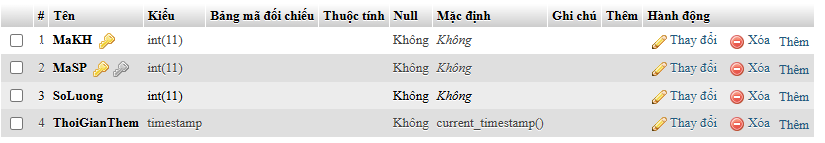 # Tên Kiểu Bảng mã đối chiếu Thuộc tính Null Mặc định Ghi chú Thêm Hành động
1 MaKH int(11) Không Không Thay đổi Xóa Thêm
2 MaSP int(11) Không Không Thay đổi Xóa Thêm
3 SoLuong int(11) Không Không Thay đổi Xóa Thêm
4 ThoiGianThem timestamp Không current_timestamp() Thay đổi Xóa Thêm